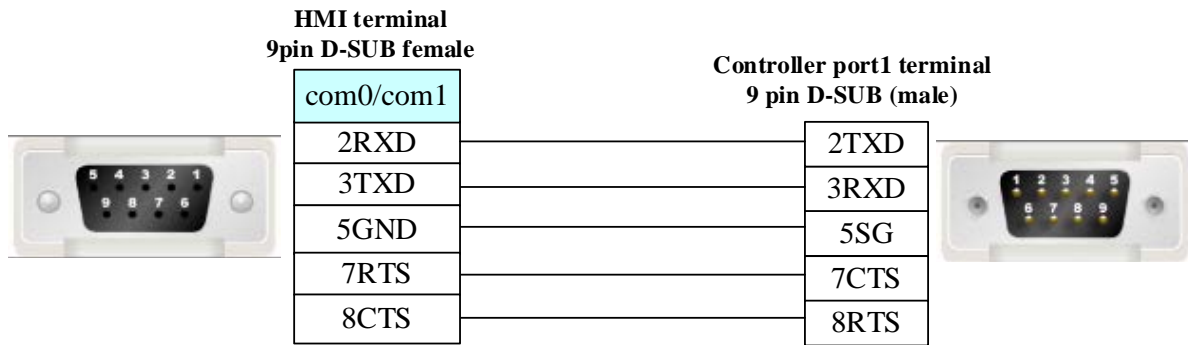 HMI terminal
9pin D-SUB female
com0/com1
2RXD
3TXD
5GND
7RTS
8CTS
Controller port1 terminal
9 pin D-SUB (male)
2TXD
3RXD
5SG
7CTS
8RTS
5 4 3 2 1
9 8 7 6
1 2 3 4 5
6 7 8 9